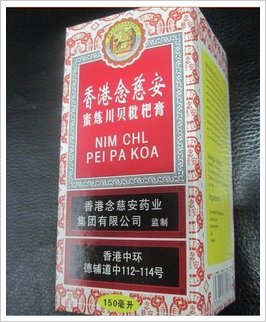 香港念慈安
蜜炼川贝枇杷膏
NIM CHL
PEI PA KOA
香港念慈安药业
集团有限公司 监制
香港中环
德辅道中112-114号
150毫升